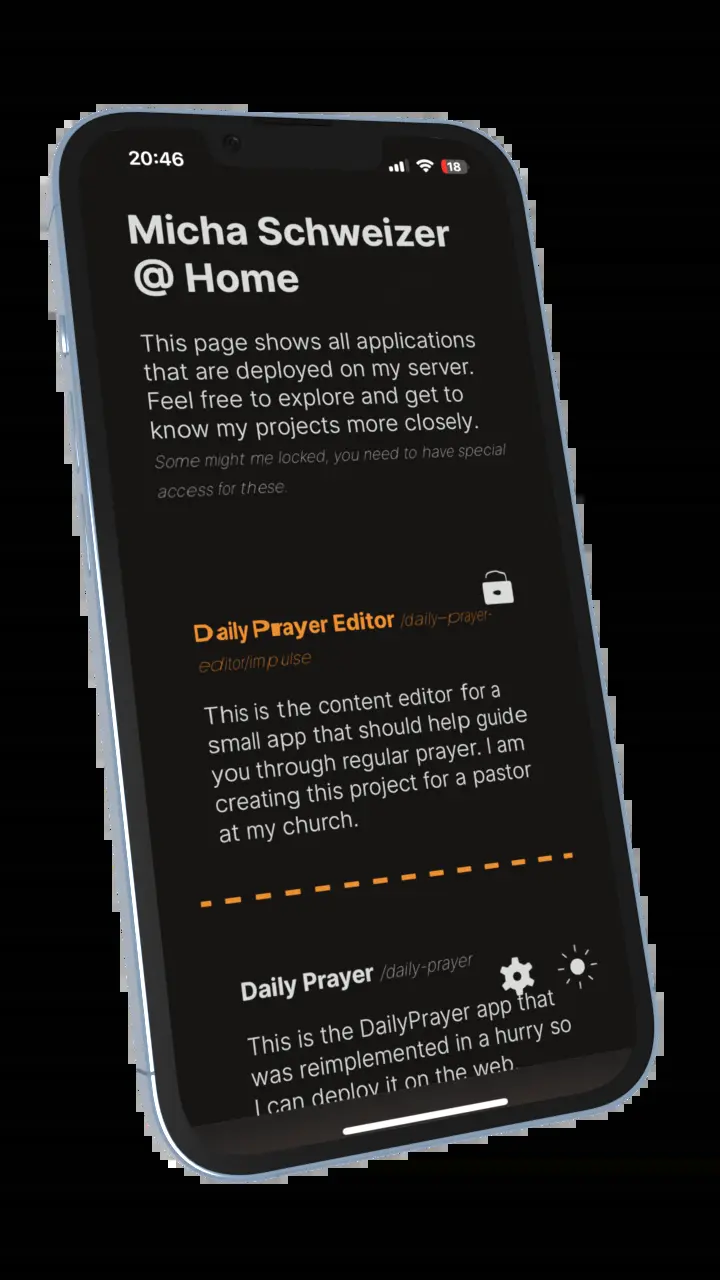 20:46
18
Micha Schweizer
@ Home
This page shows all applications
that are deployed on my server.
Feel free to explore and get to
know my projects more closely.
Some might me locked, you need to have special
access for these.
Daily Prayer Editor /daily-prayer-
editor/impulse
This is the content editor for a
small app that should help guide
you through regular prayer. I am
creating this project for a pastor
at my church.
Daily Prayer /daily-prayer
This is the DailyPrayer app that
was reimplemented in a hurry so
I can deploy it on the web.